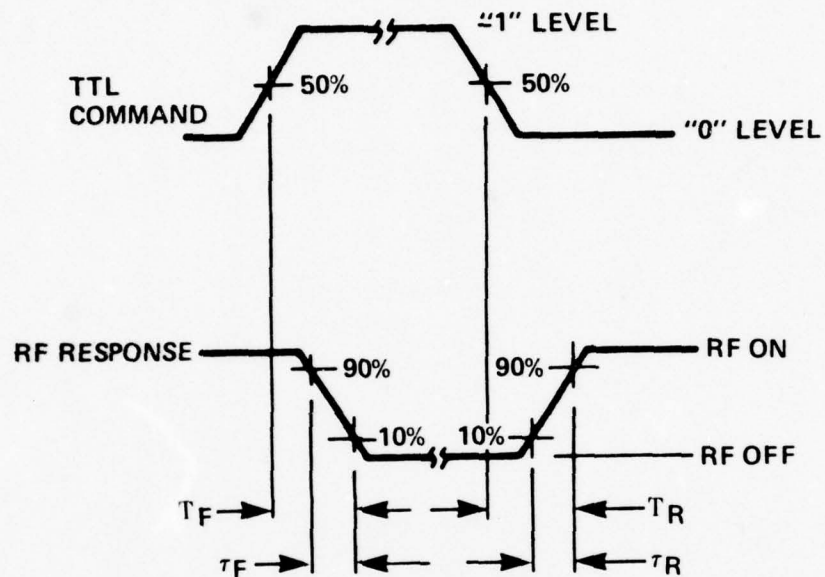 "1" LEVEL
50%
50%
TTL
COMMAND
"0" LEVEL
RF RESPONSE
RF ON
90%
90%
10%
10%
RF OFF
TF
TR
τF
τR